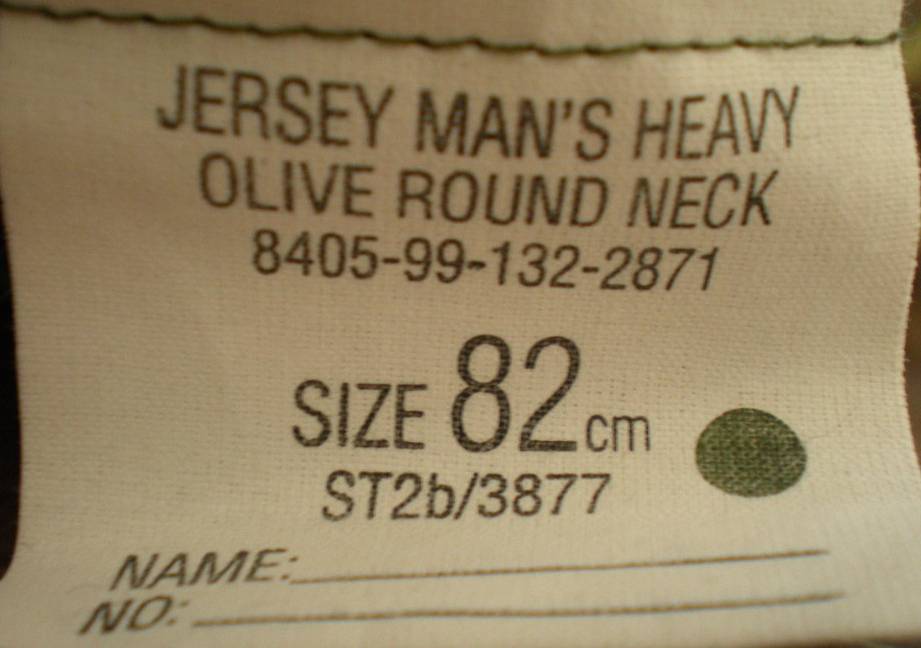 JERSEY MAN'S HEAVY
OLIVE ROUND NECK
8405-99-132-2871
SIZE 82cm
ST2b/3877
NAME:
NO: